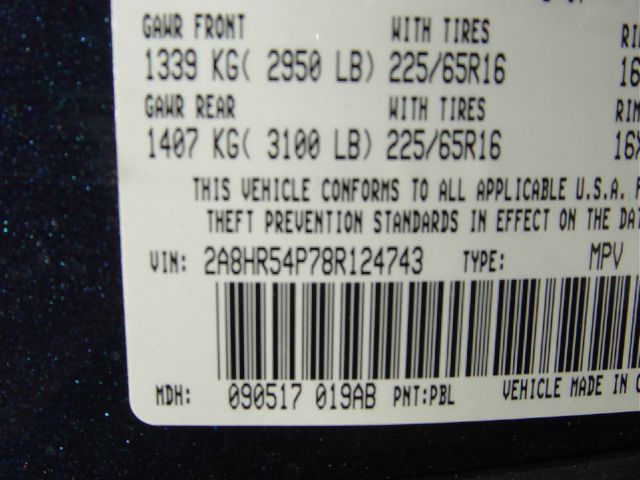 GAWR FRONT WITH TIRES
1339 KG( 2950 LB) 225/65R16 16
GAWR REAR WITH TIRES
1407 KG( 3100 LB) 225/65R16 16X
THIS VEHICLE CONFORMS TO ALL APPLICABLE U.S.A.
THEFT PREVENTION STANDARDS IN EFFECT ON THE
VIN: 2A8HR54P78R124743 TYPE: MPV
MDH: 090517 019AB PNT:PBL VEHICLE MADE IN